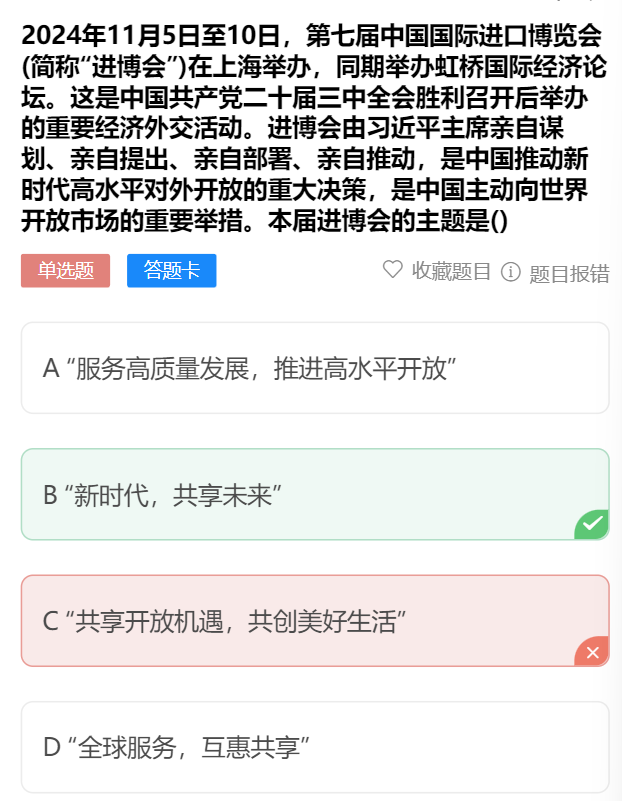 2024年11月5日至10日，第七届中国国际进口博览会
(简称“进博会”)在上海举办，同期举办虹桥国际经济论
坛。这是中国共产党二十届三中全会胜利召开后举办
的重要经济外交活动。进博会由习近平主席亲自谋
划、亲自提出、亲自部署、亲自推动，是中国推动新
时代高水平对外开放的重大决策，是中国主动向世界
开放市场的重要举措。本届进博会的主题是()
单选题 答题卡 收藏题目 题目报错
A “服务高质量发展，推进高水平开放”
B “新时代，共享未来”
C “共享开放机遇，共创美好生活”
D “全球服务，互惠共享”